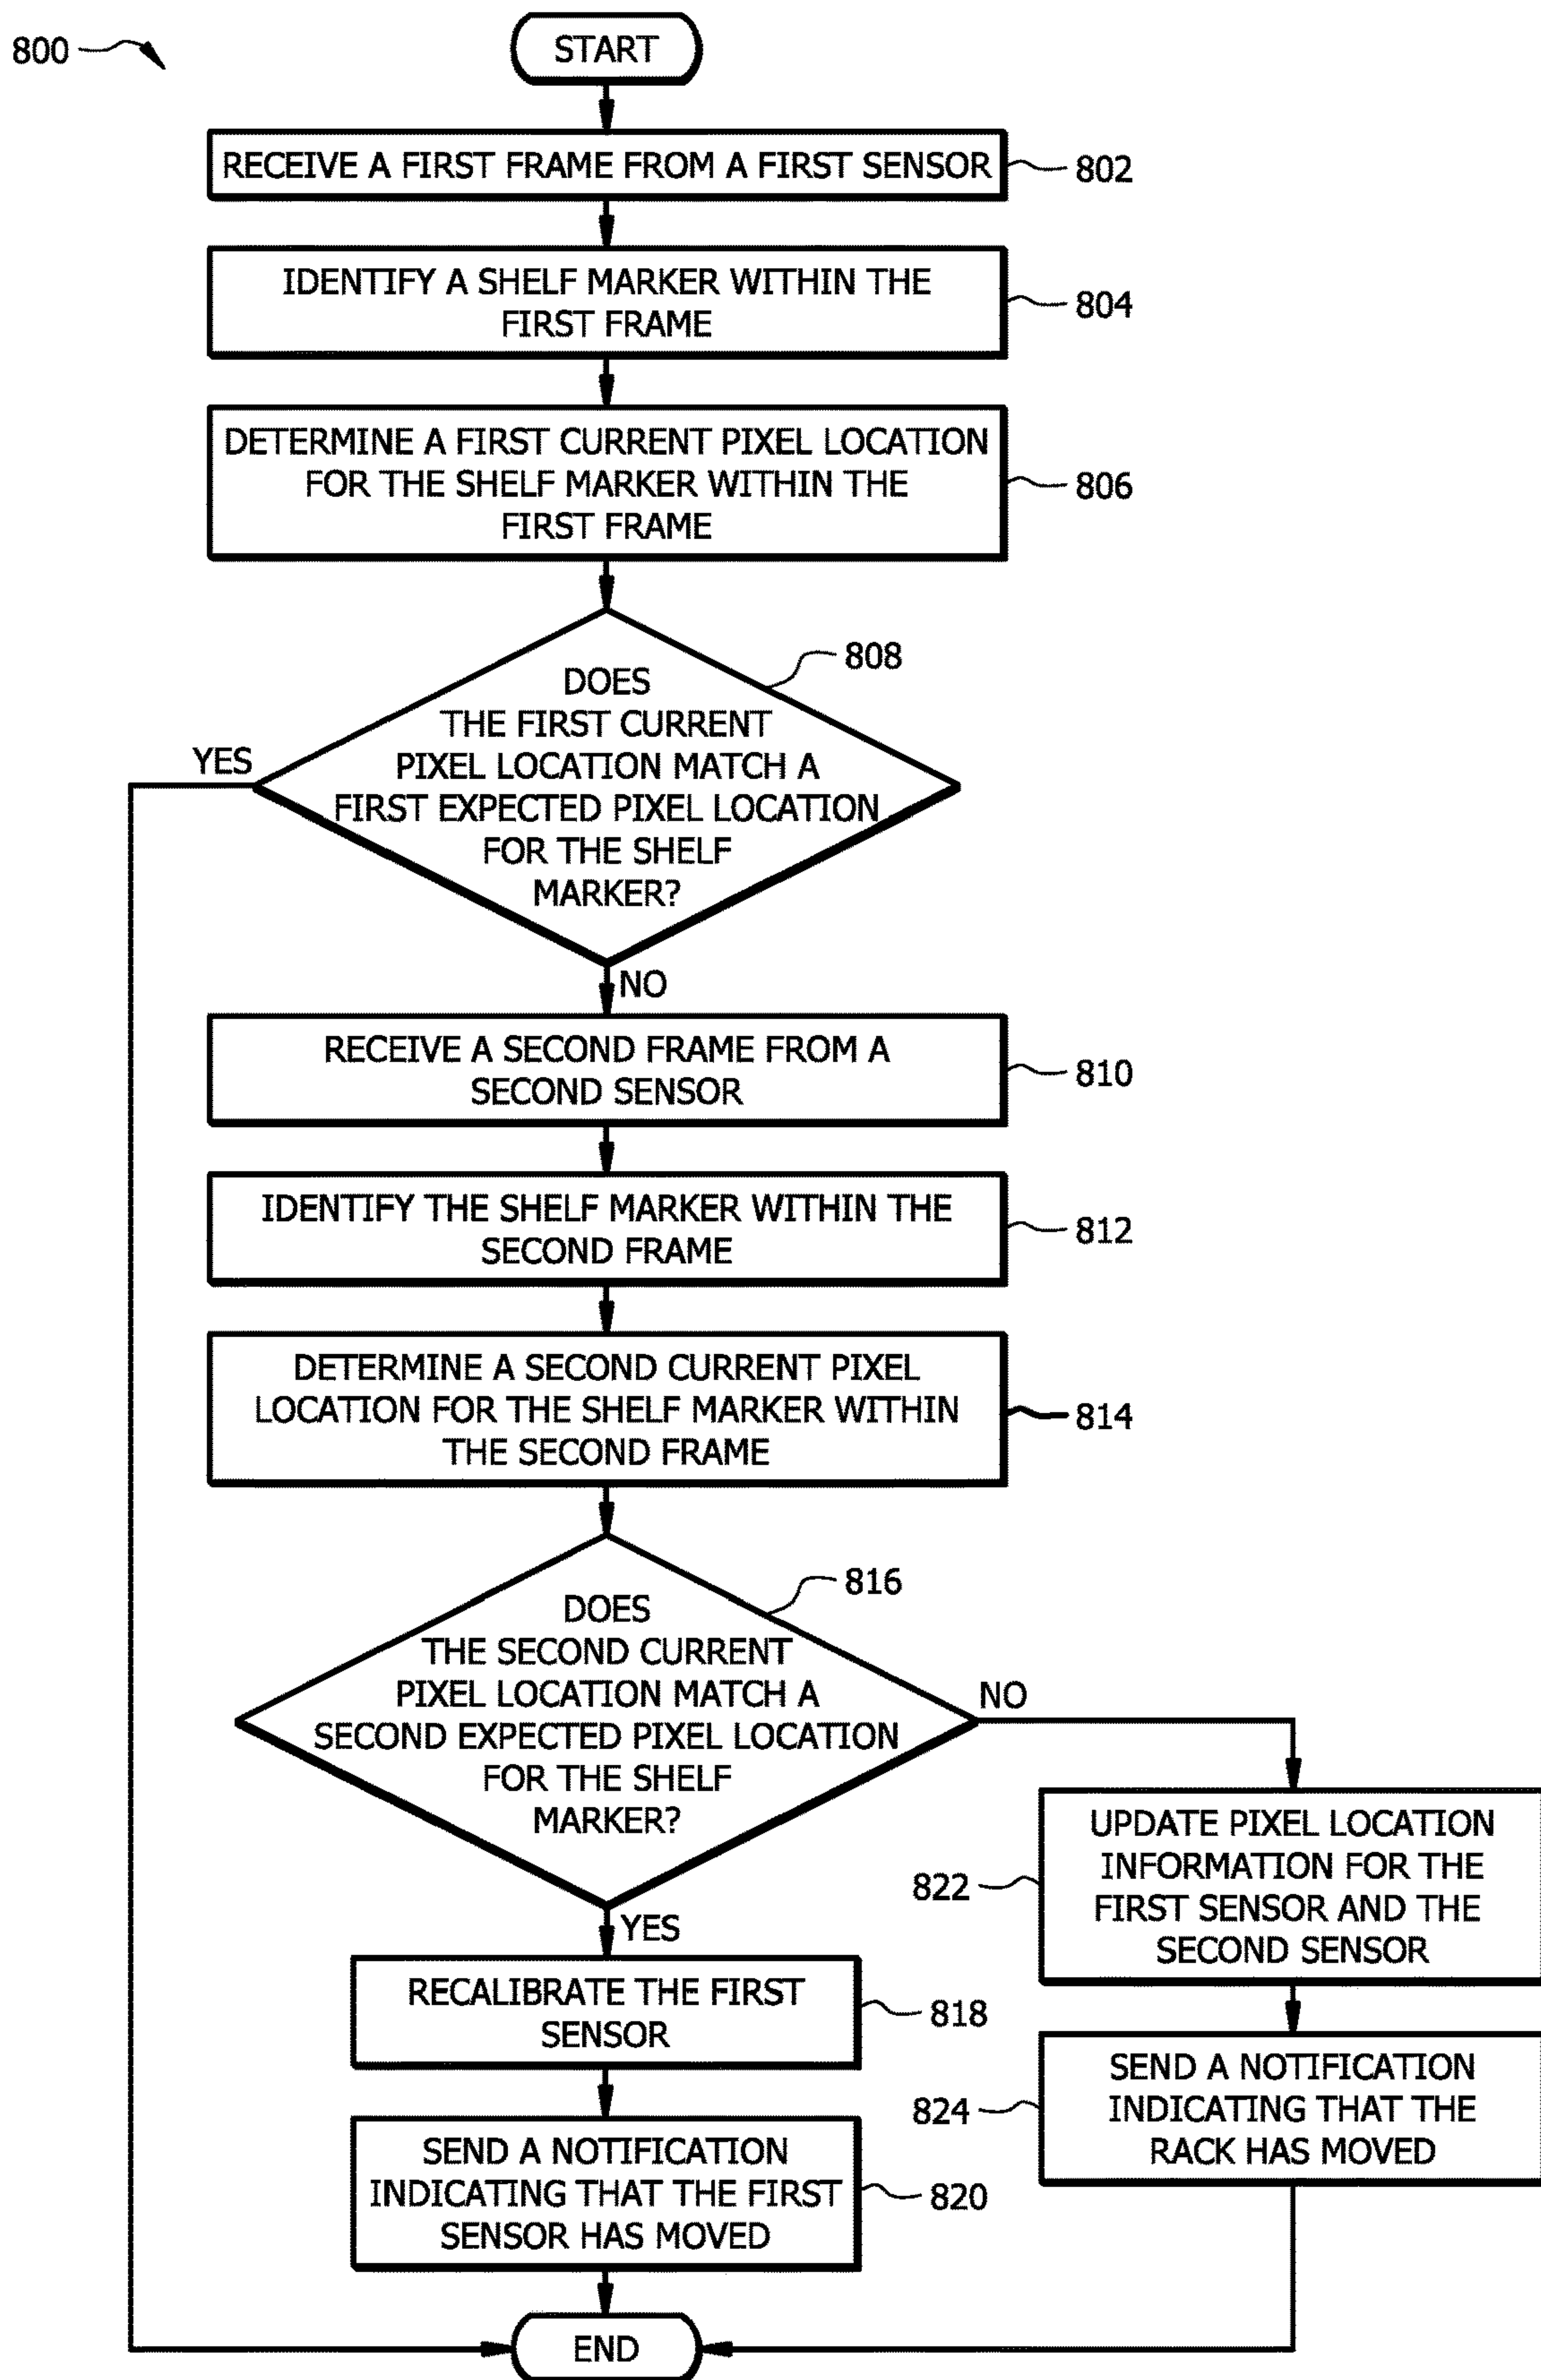 800
START
RECEIVE A FIRST FRAME FROM A FIRST SENSOR
802
IDENTIFY A SHELF MARKER WITHIN THE
FIRST FRAME
804
DETERMINE A FIRST CURRENT PIXEL LOCATION
FOR THE SHELF MARKER WITHIN THE
FIRST FRAME
806
808
DOES
THE FIRST CURRENT
PIXEL LOCATION MATCH A
FIRST EXPECTED PIXEL LOCATION
FOR THE SHELF
MARKER?
YES
NO
RECEIVE A SECOND FRAME FROM A
SECOND SENSOR
810
IDENTIFY THE SHELF MARKER WITHIN THE
SECOND FRAME
812
DETERMINE A SECOND CURRENT PIXEL
LOCATION FOR THE SHELF MARKER WITHIN
THE SECOND FRAME
814
816
DOES
THE SECOND CURRENT
PIXEL LOCATION MATCH A
SECOND EXPECTED PIXEL LOCATION
FOR THE SHELF
MARKER?
NO
YES
UPDATE PIXEL LOCATION
INFORMATION FOR THE
FIRST SENSOR AND THE
SECOND SENSOR
822
RECALIBRATE THE FIRST
SENSOR
818
SEND A NOTIFICATION
INDICATING THAT THE
RACK HAS MOVED
824
SEND A NOTIFICATION
INDICATING THAT THE FIRST
SENSOR HAS MOVED
820
END